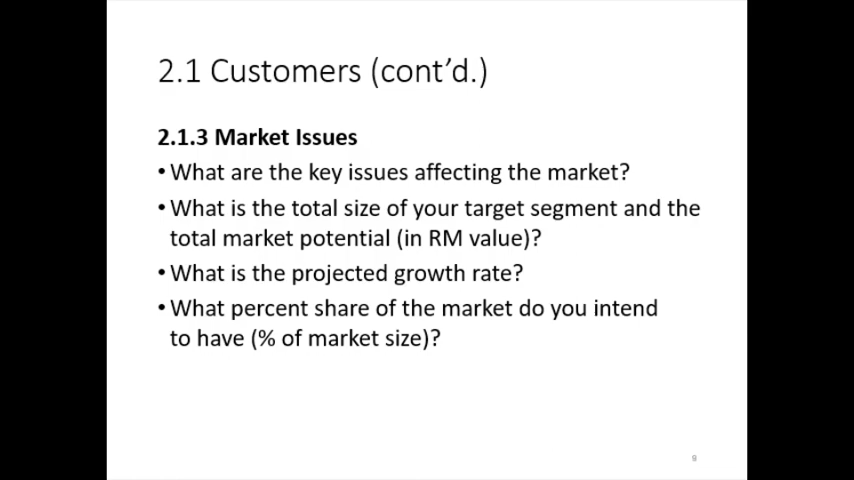 2.1 Customers (cont’d.)
2.1.3 Market Issues
• What are the key issues affecting the market?
• What is the total size of your target segment and the
total market potential (in RM value)?
• What is the projected growth rate?
• What percent share of the market do you intend
to have (% of market size)?